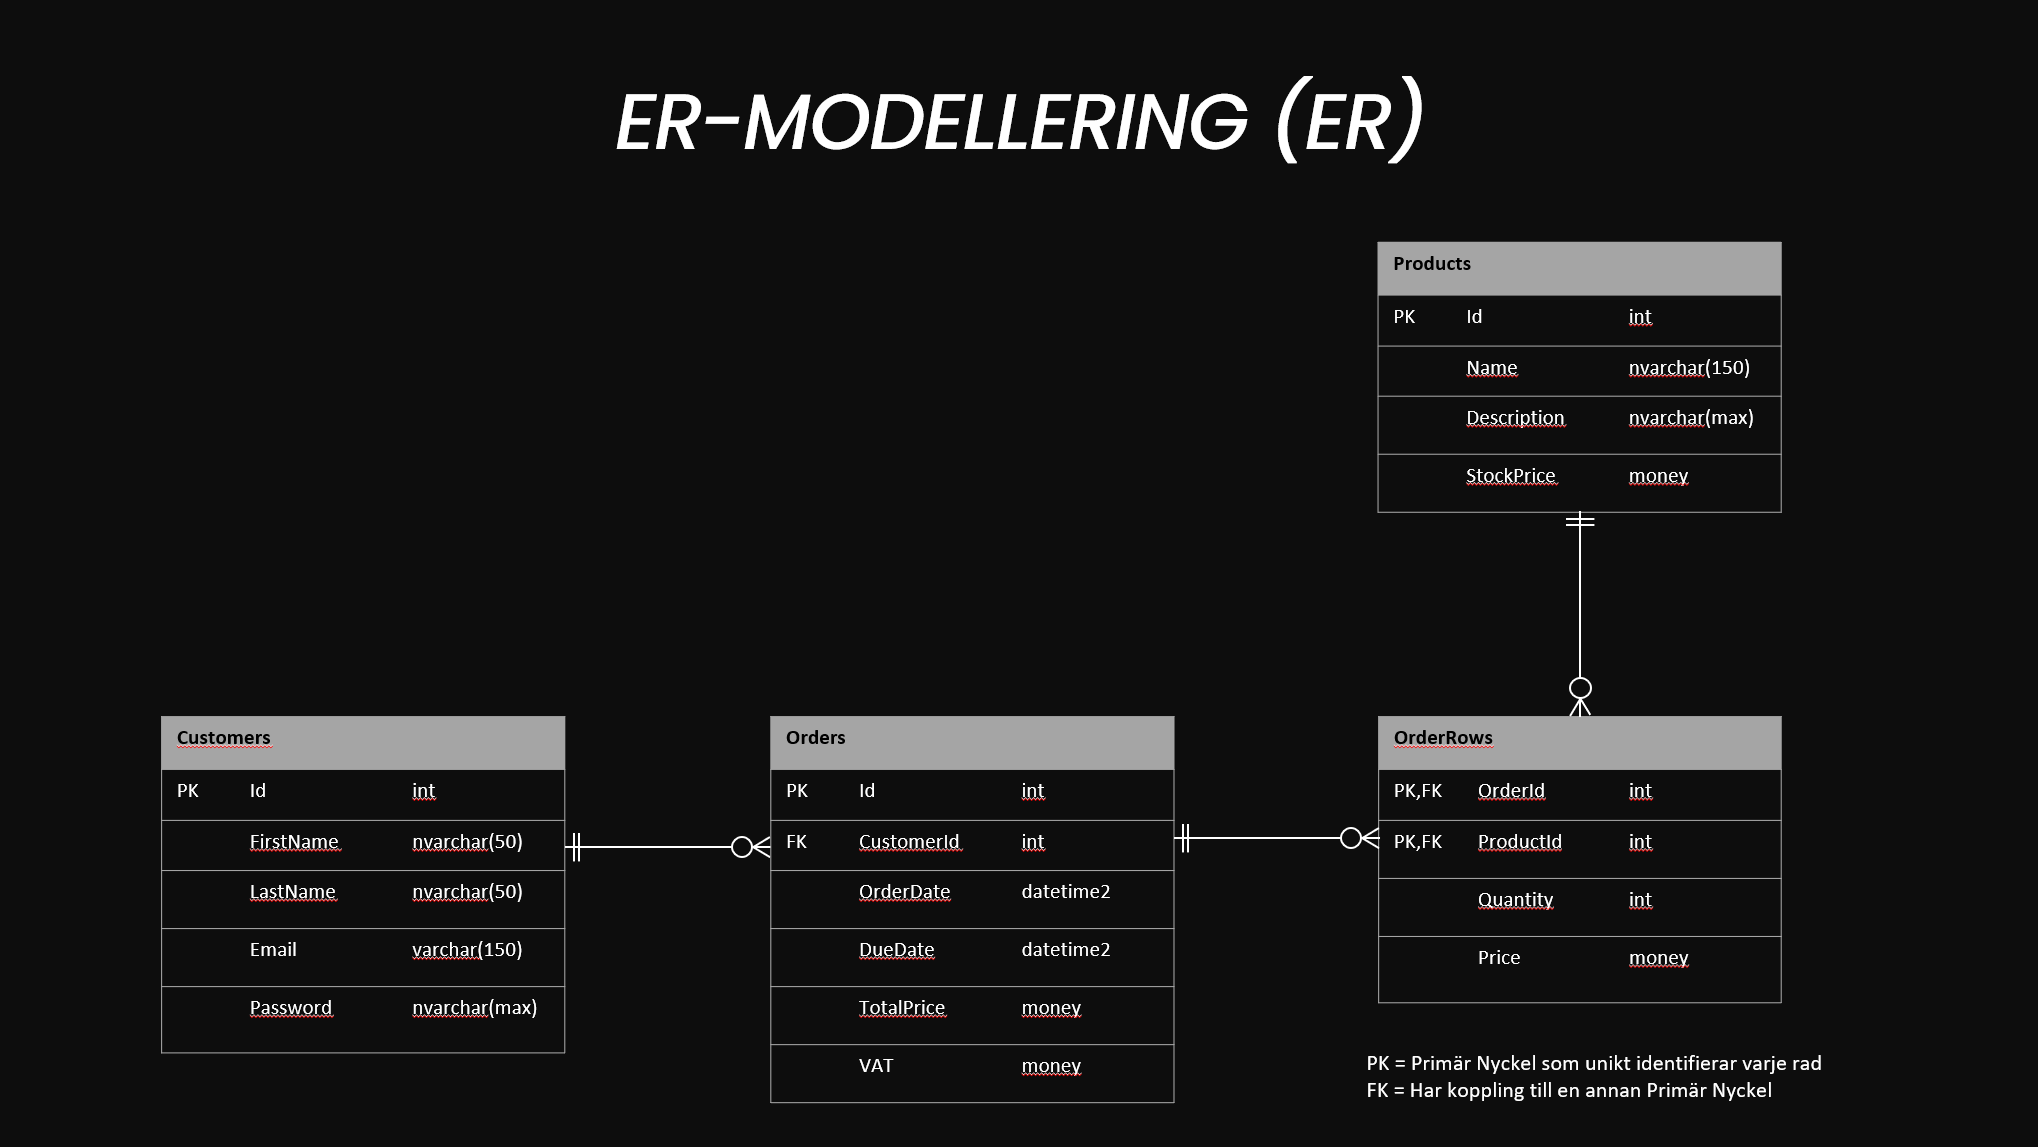 ER-MODELLERING (ER)
Products
PK Id int
Name nvarchar(150)
Description nvarchar(max)
StockPrice money
Customers
PK Id int
FirstName nvarchar(50)
LastName nvarchar(50)
Email varchar(150)
Password nvarchar(max)
Orders
PK Id int
FK CustomerId int
OrderDate datetime2
DueDate datetime2
TotalPrice money
VAT money
OrderRows
PK,FK OrderId int
PK,FK ProductId int
Quantity int
Price money
PK = Primär Nyckel som unikt identifierar varje rad
FK = Har koppling till en annan Primär Nyckel